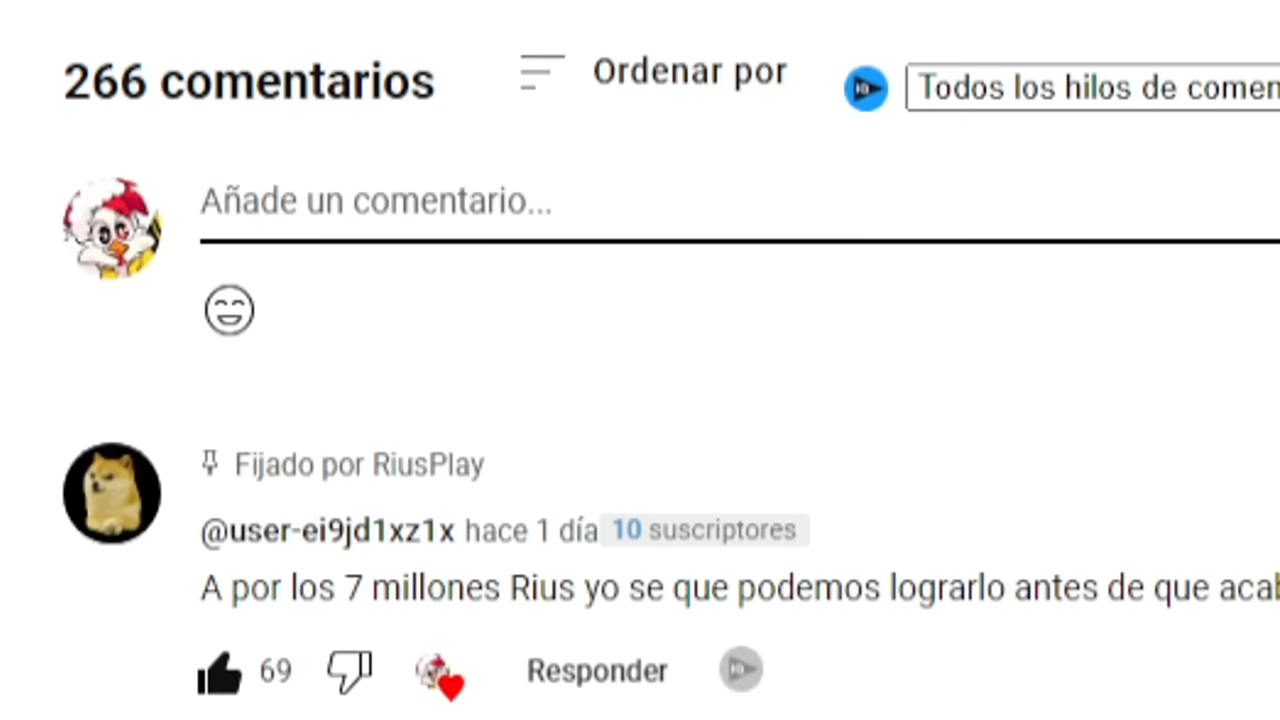 266 comentarios
Ordenar por
Todos los hilos de comen
Añade un comentario...
Fijado por RiusPlay
@user-ei9jd1xz1x hace 1 día 10 suscriptores
A por los 7 millones Rius yo se que podemos lograrlo antes de que acab
69
Responder